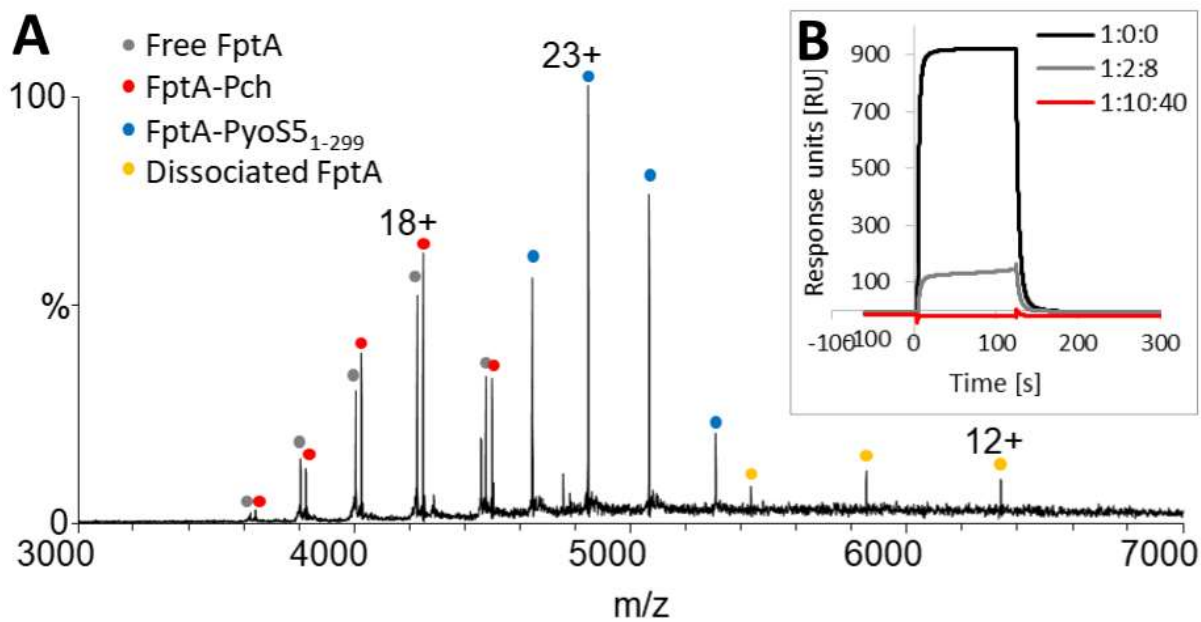 A
Free FptA
FptA-Pch
FptA-PyoS5₁₋₂₉₉
Dissociated FptA
100
%
0
18+
23+
12+
3000
4000
5000
6000
7000
m/z
B
1:0:0
1:2:8
1:10:40
Response units [RU]
900
700
500
300
100
-100
-100
0
100
200
300
Time [s]